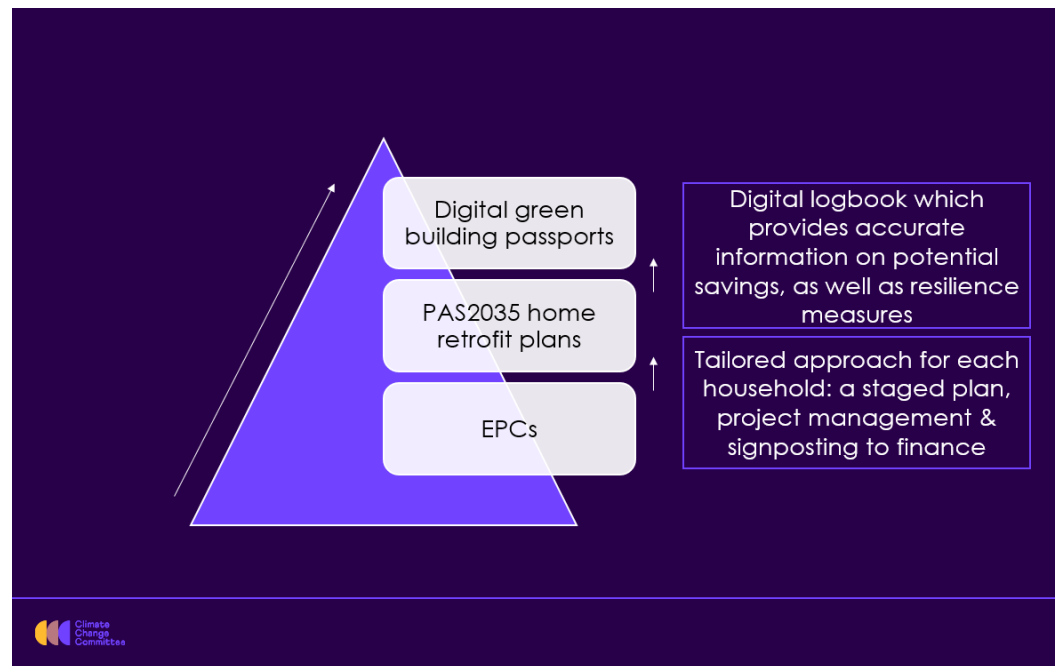 Digital green
building passports
PAS2035 home
retrofit plans
EPCs
Digital logbook which
provides accurate
information on potential
savings, as well as resilience
measures
Tailored approach for each
household: a staged plan,
project management &
signposting to finance
Climate
Change
Committee